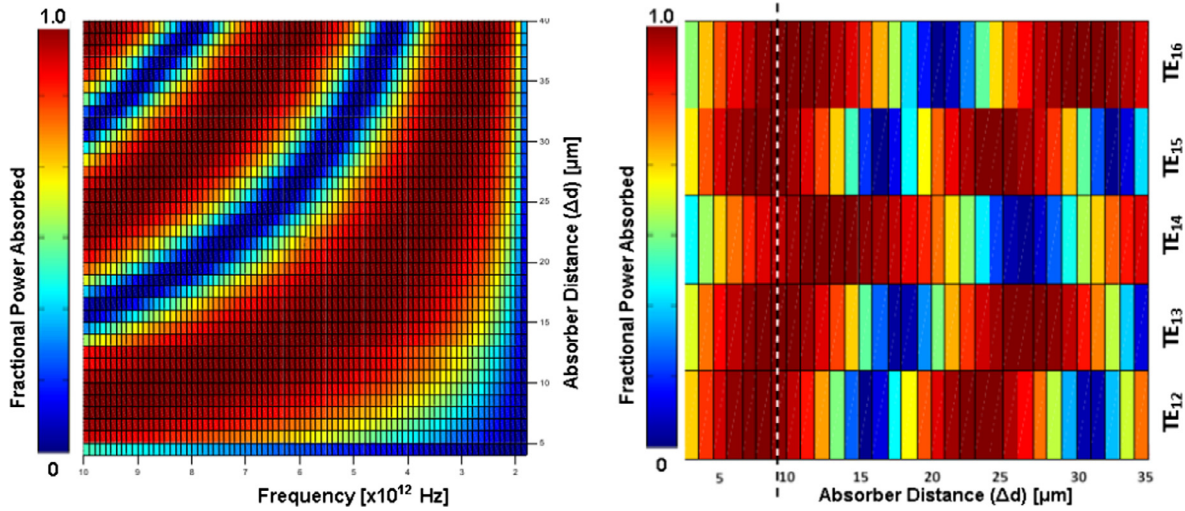 1.0
Fractional Power Absorbed
0
40
35
30
25
20
15
10
5
Absorber Distance (Δd) [µm]
10 9 8 7 6 5 4 3 2
Frequency [x10¹² Hz]
1.0
Fractional Power Absorbed
0
TE₁₆
TE₁₅
TE₁₄
TE₁₃
TE₁₂
5 10 15 20 25 30 35
Absorber Distance (Δd) [µm]